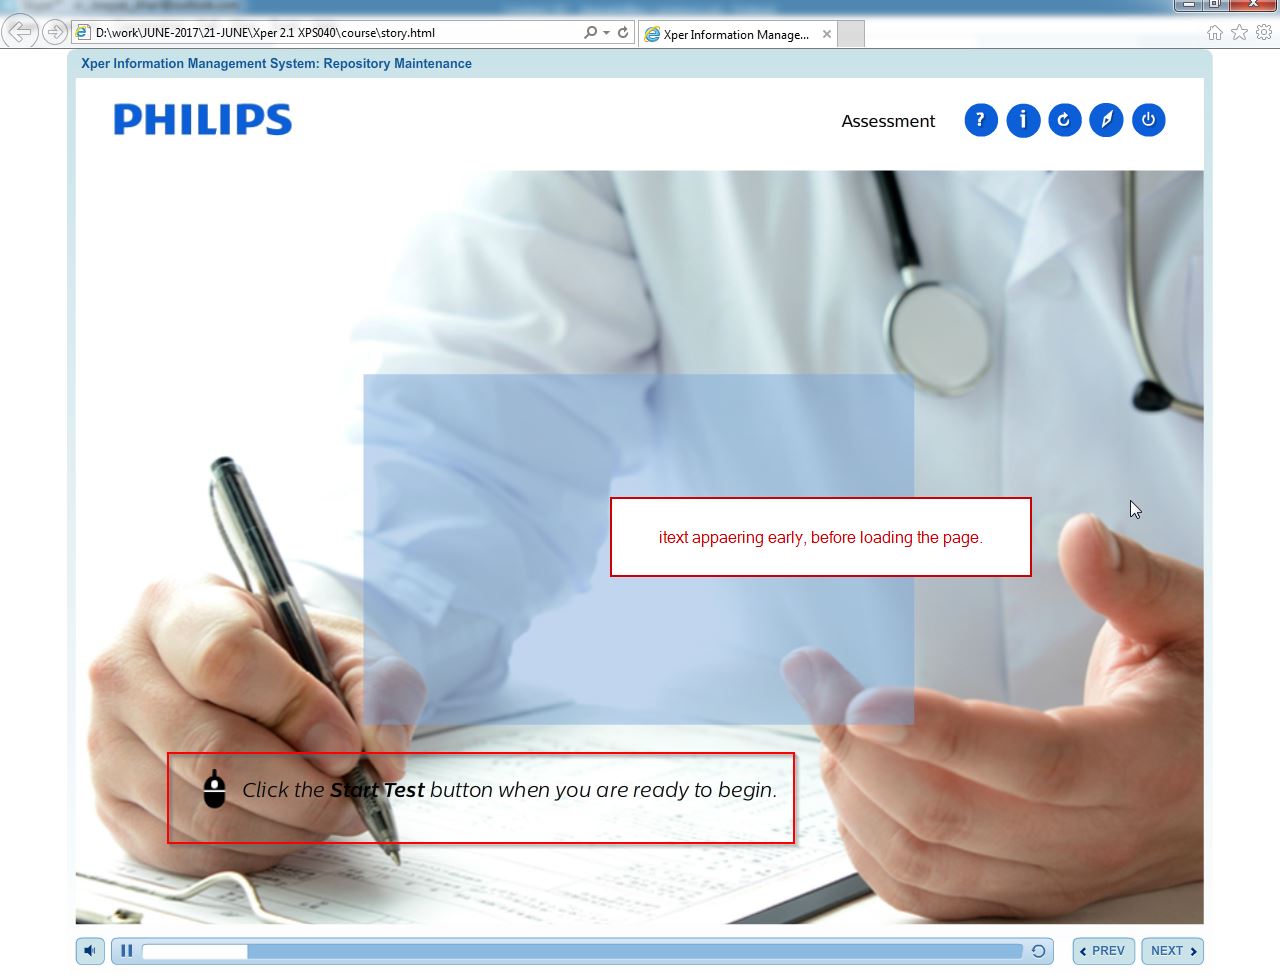 D:\work\JUNE-2017\21-JUNE\Xper 2.1 XPS040\course\story.html
Xper Information Manage...
Xper Information Management System: Repository Maintenance
PHILIPS
Assessment
itext appaering early, before loading the page.
Click the Start Test button when you are ready to begin.
PREV
NEXT